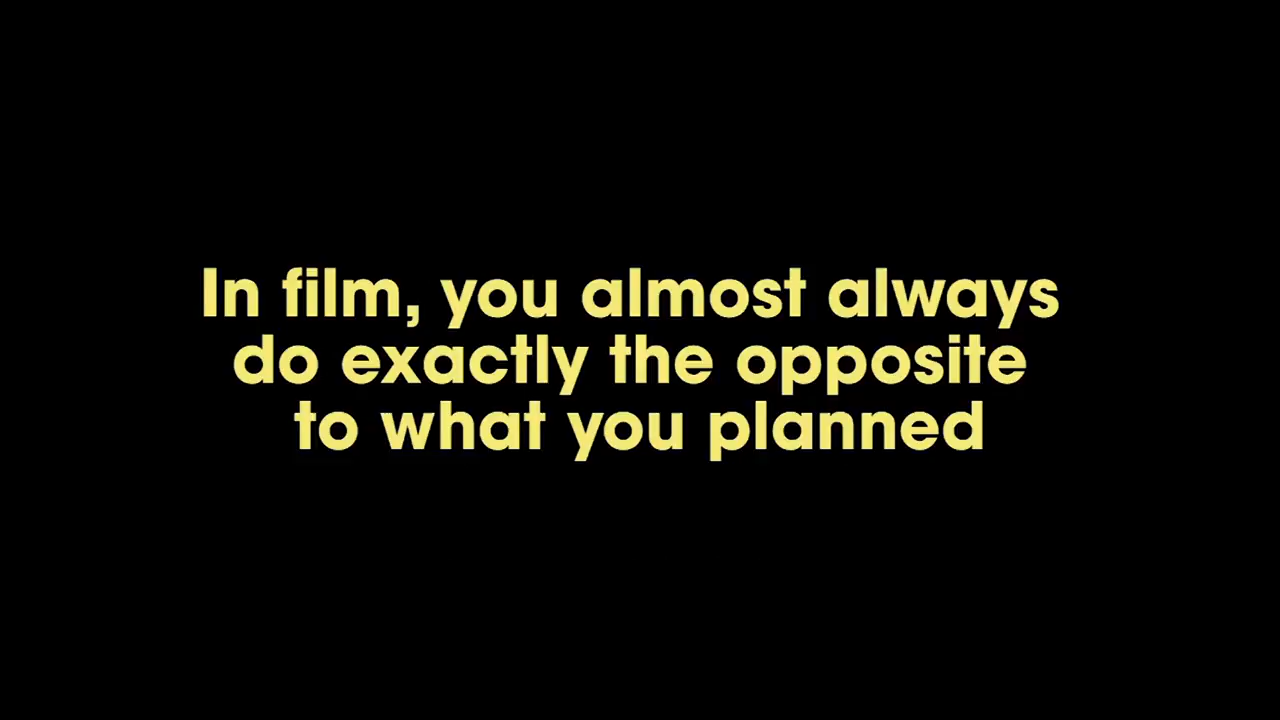 In film, you almost always
do exactly the opposite
to what you planned